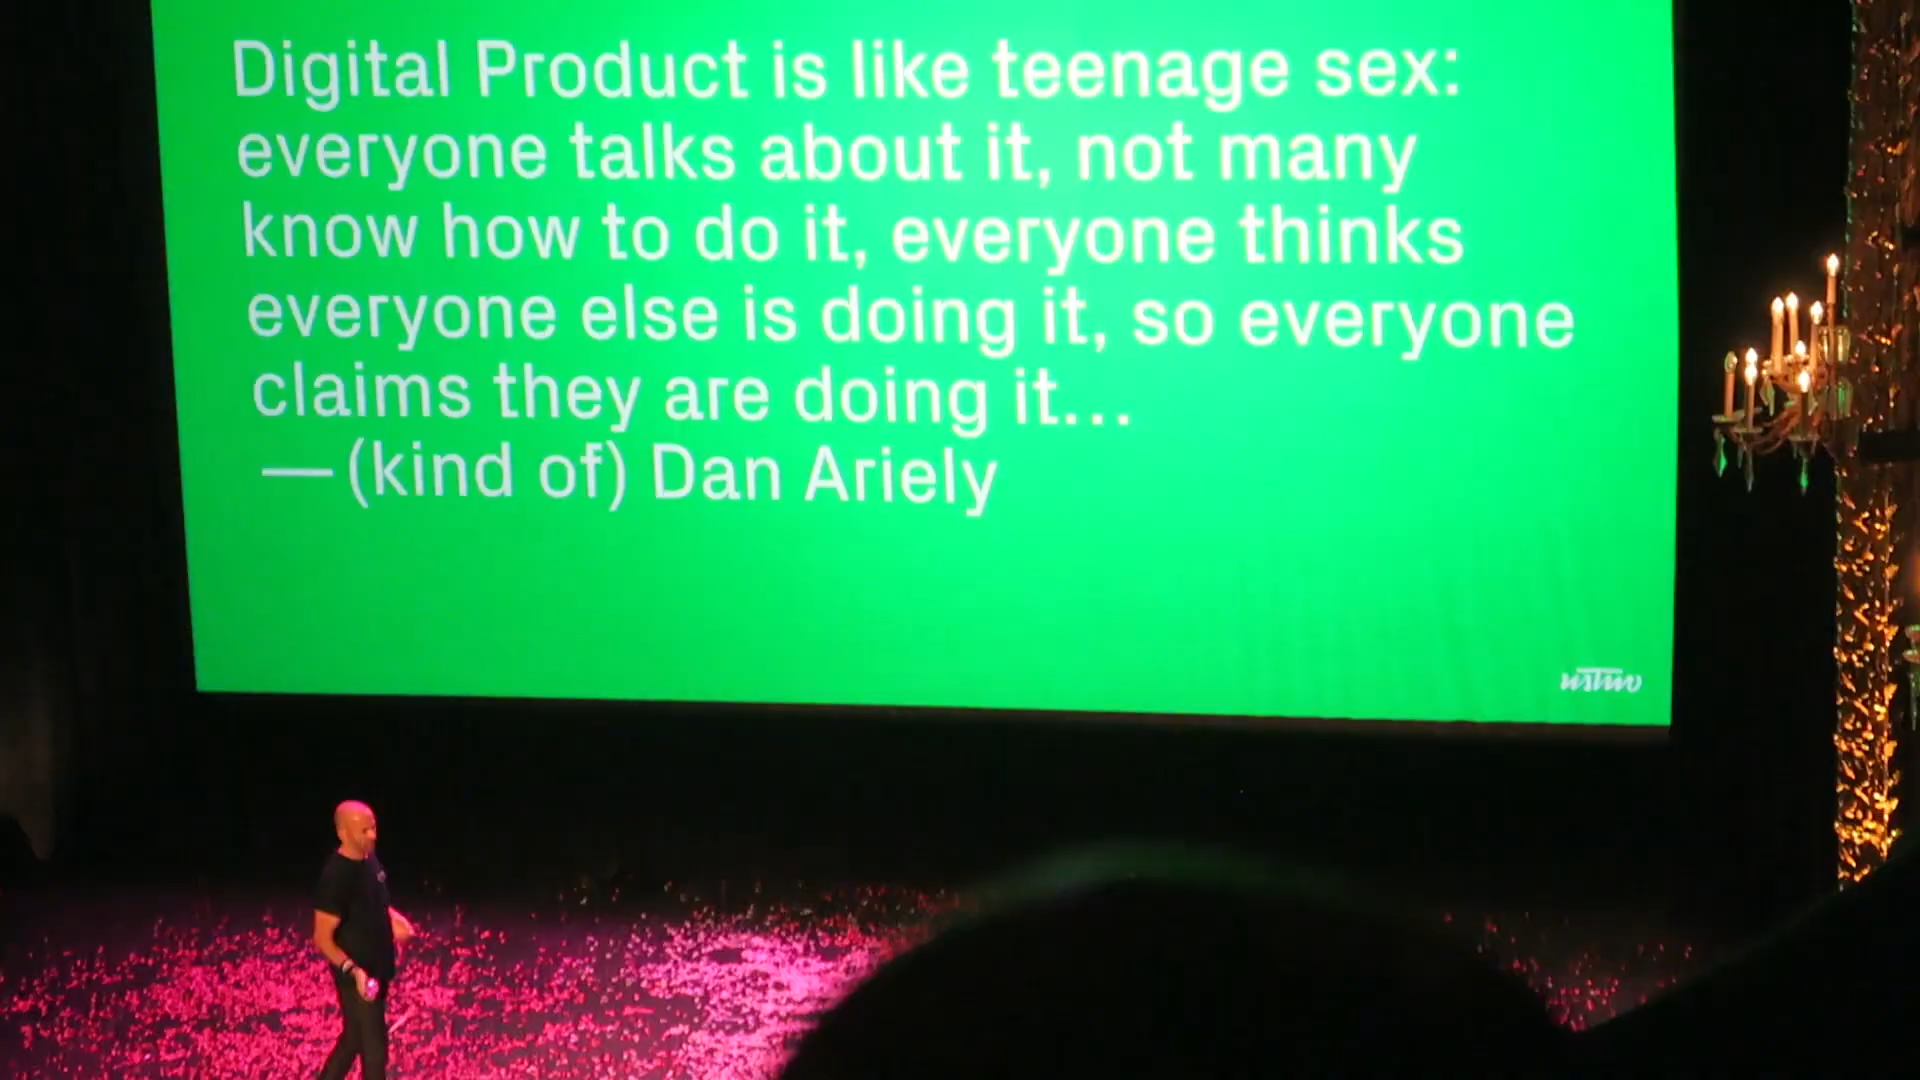 Digital Product is like teenage sex:
everyone talks about it, not many
know how to do it, everyone thinks
everyone else is doing it, so everyone
claims they are doing it...
— (kind of) Dan Ariely
ustwo